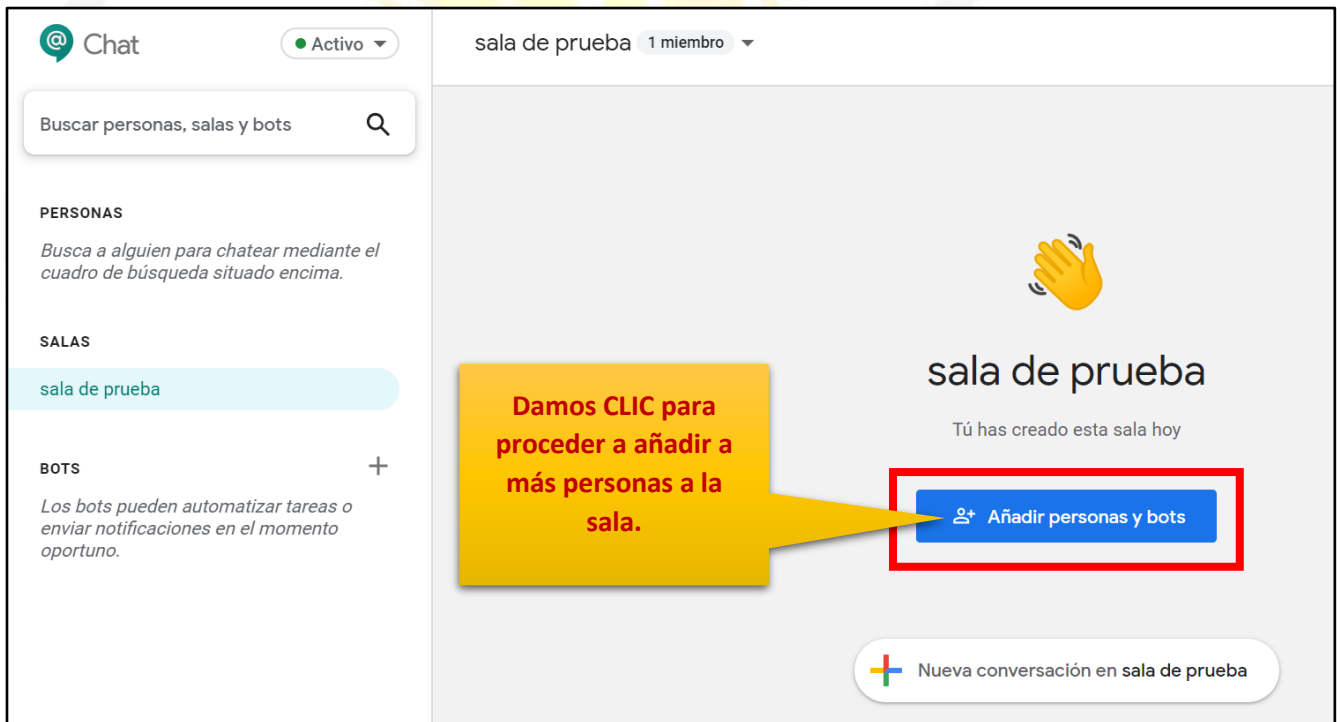 Chat
Activo
sala de prueba 1 miembro
Buscar personas, salas y bots
PERSONAS
Busca a alguien para chatear mediante el
cuadro de búsqueda situado encima.
SALAS
sala de prueba
BOTS
Los bots pueden automatizar tareas o
enviar notificaciones en el momento
oportuno.
Damos CLIC para
proceder a añadir a
más personas a la
sala.
sala de prueba
Tú has creado esta sala hoy
Añadir personas y bots
Nueva conversación en sala de prueba